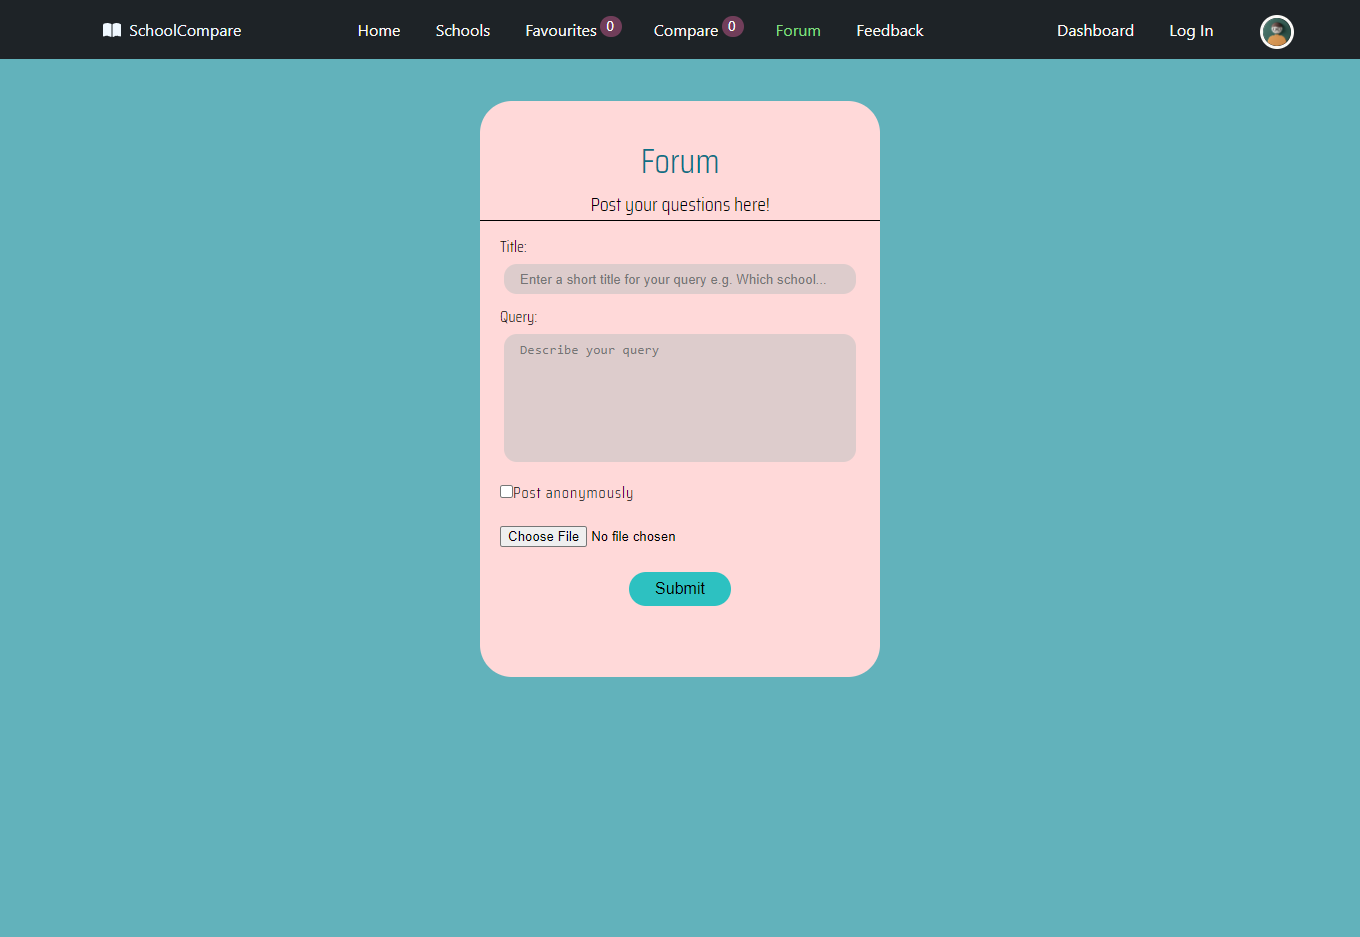 SchoolCompare Home Schools Favourites 0 Compare 0 Forum Feedback Dashboard Log In
Forum
Post your questions here!
Title:
Enter a short title for your query e.g. Which school...
Query:
Describe your query
Post anonymously
Choose File No file chosen
Submit